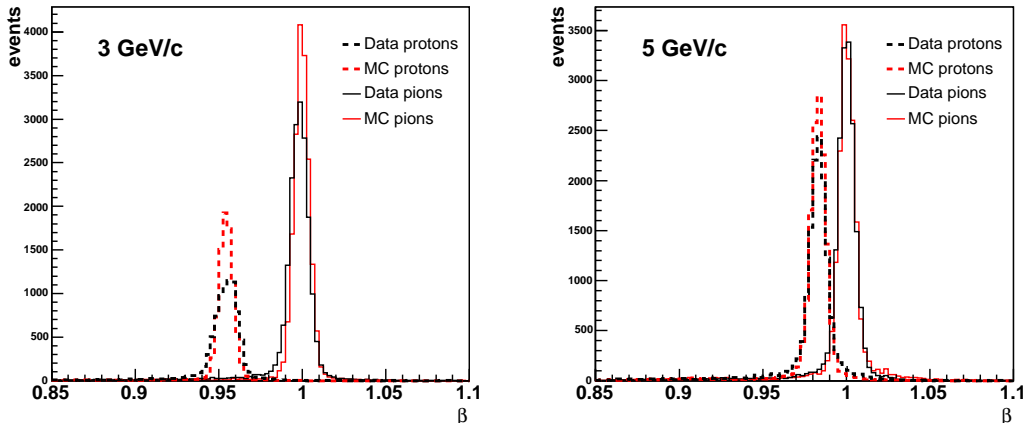 events
3 GeV/c
Data protons
MC protons
Data pions
MC pions
4000
3500
3000
2500
2000
1500
1000
500
0
0.85 0.9 0.95 1 1.05 1.1
β
events
5 GeV/c
Data protons
MC protons
Data pions
MC pions
3500
3000
2500
2000
1500
1000
500
0
0.85 0.9 0.95 1 1.05 1.1
β